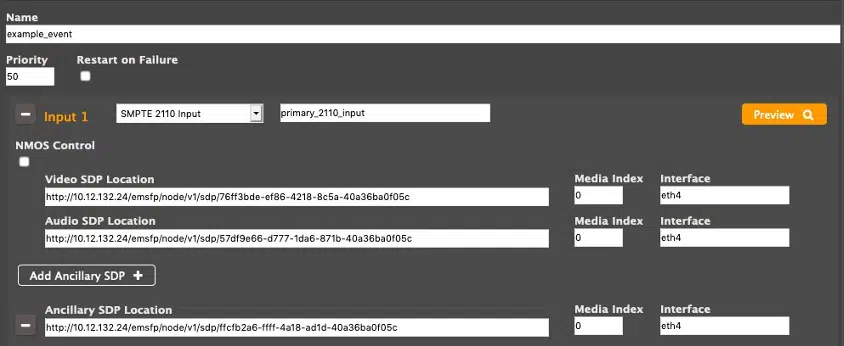 Name
example_event
Priority Restart on Failure
50
Input 1 SMPTE 2110 Input primary_2110_input Preview
NMOS Control
Video SDP Location Media Index Interface
http://10.12.132.24/emsfp/node/v1/sdp/76ff3bde-ef86-4218-8c5a-40a36ba0f05c 0 eth4
Audio SDP Location Media Index Interface
http://10.12.132.24/emsfp/node/v1/sdp/57df9e66-d777-1da6-871b-40a36ba0f05c 0 eth4
Add Ancillary SDP +
Ancillary SDP Location Media Index Interface
http://10.12.132.24/emsfp/node/v1/sdp/ffcfb2a6-ffff-4a18-ad1d-40a36ba0f05c 0 eth4